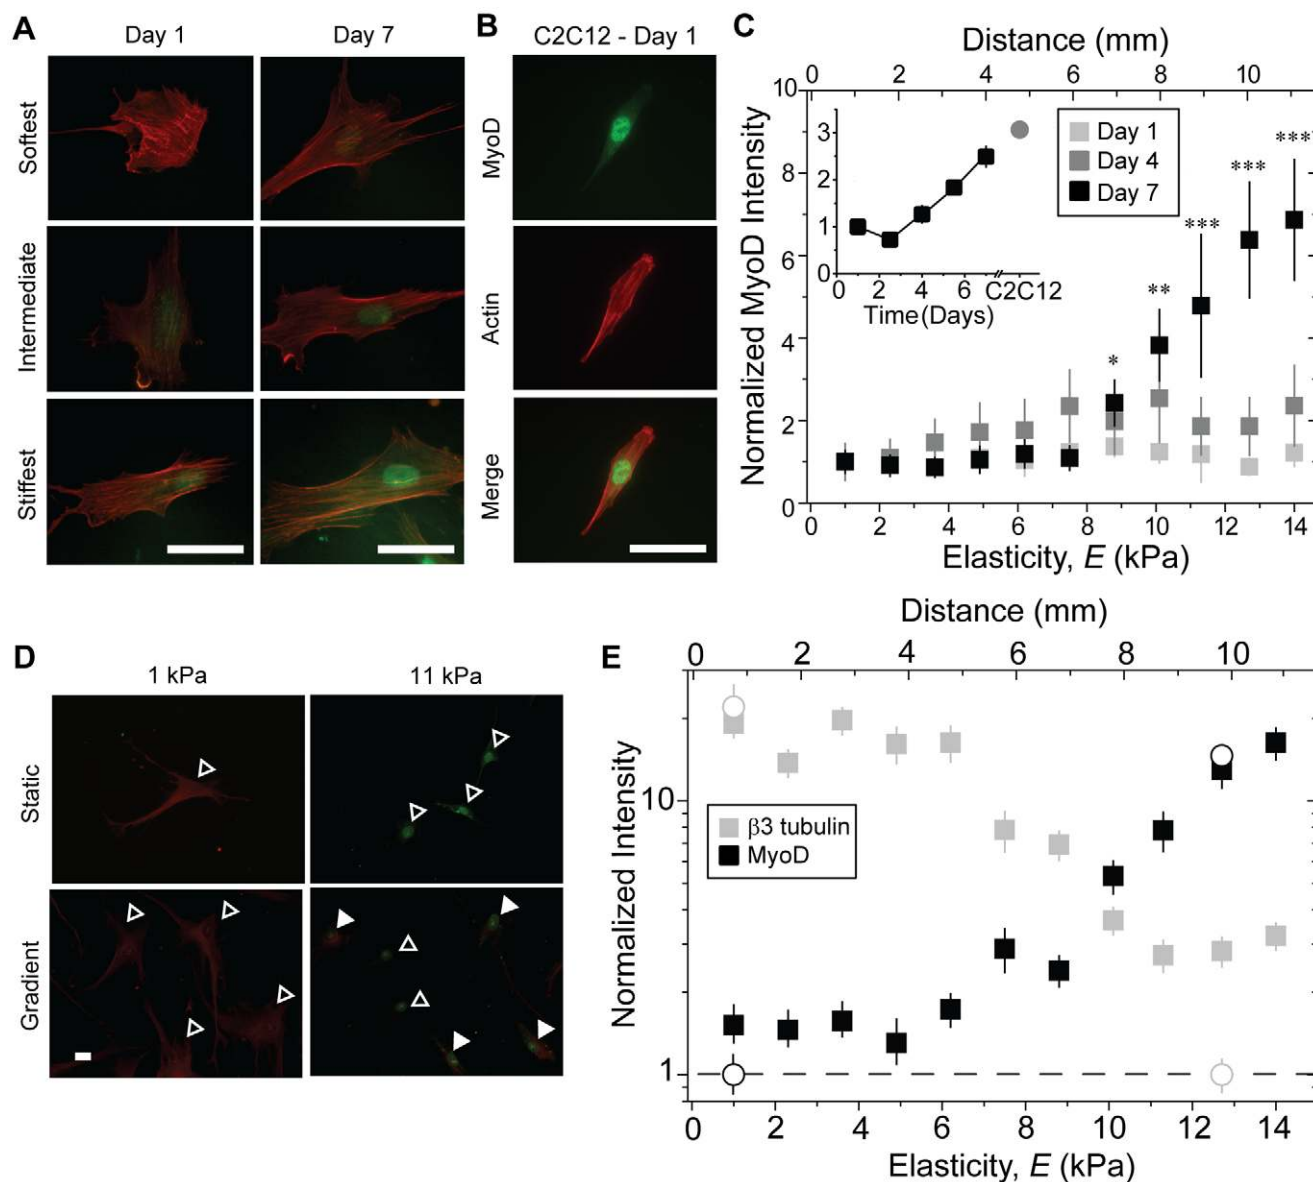 A
Day 1
Day 7
Softest
Intermediate
Stiffest
B
C2C12 - Day 1
MyoD
Actin
Merge
C
Distance (mm)
0 2 4 6 8 10
Normalized MyoD Intensity
10
8
6
4
2
0
3
2
1
0
0 2 4 6 C2C12
Time(Days)
Day 1
Day 4
Day 7
*
**
***
***
***
0 2 4 6 8 10 12 14
Elasticity, E (kPa)
D
1 kPa
11 kPa
Static
Gradient
E
Distance (mm)
0 2 4 6 8 10
Normalized Intensity
10
1
β3 tubulin
MyoD
0 2 4 6 8 10 12 14
Elasticity, E (kPa)